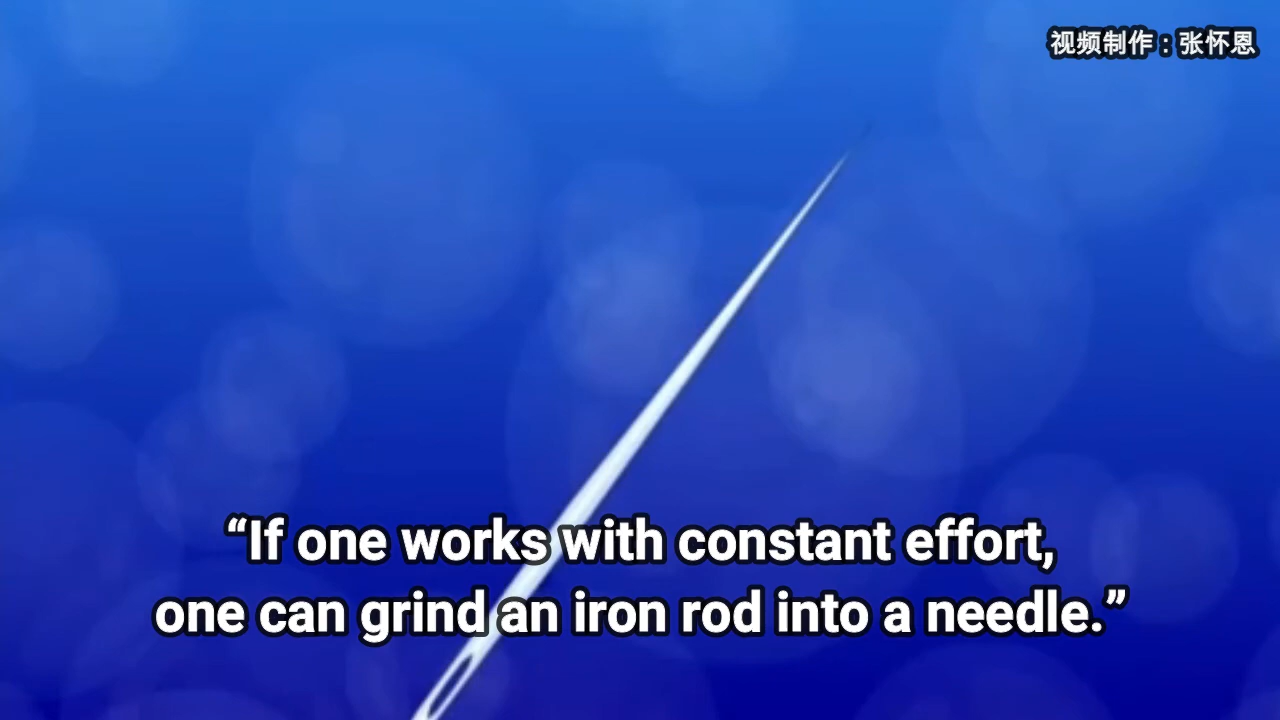 视频制作：张怀恩
“If one works with constant effort,
one can grind an iron rod into a needle.”